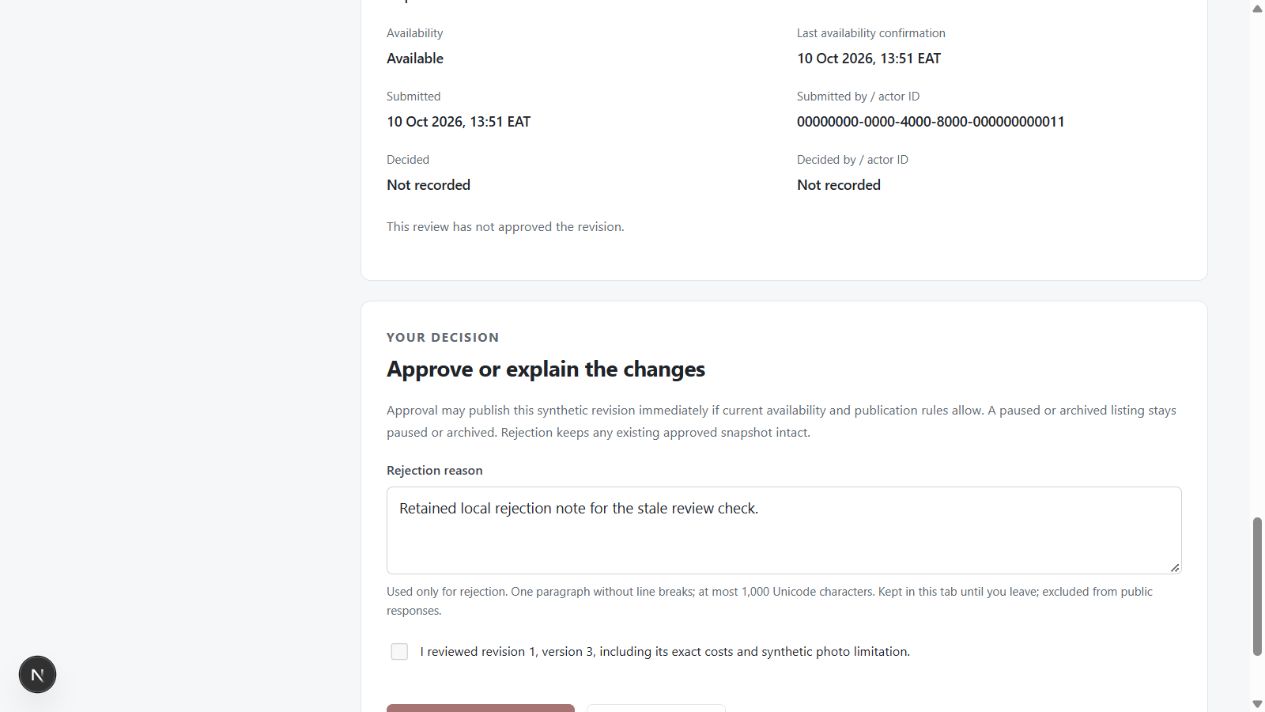 Availability
Available
Last availability confirmation
10 Oct 2026, 13:51 EAT
Submitted
10 Oct 2026, 13:51 EAT
Submitted by / actor ID
00000000-0000-4000-8000-000000000011
Decided
Not recorded
Decided by / actor ID
Not recorded
This review has not approved the revision.
YOUR DECISION
Approve or explain the changes
Approval may publish this synthetic revision immediately if current availability and publication rules allow. A paused or archived listing stays
paused or archived. Rejection keeps any existing approved snapshot intact.
Rejection reason
Retained local rejection note for the stale review check.
Used only for rejection. One paragraph without line breaks; at most 1,000 Unicode characters. Kept in this tab until you leave; excluded from public
responses.
I reviewed revision 1, version 3, including its exact costs and synthetic photo limitation.
N